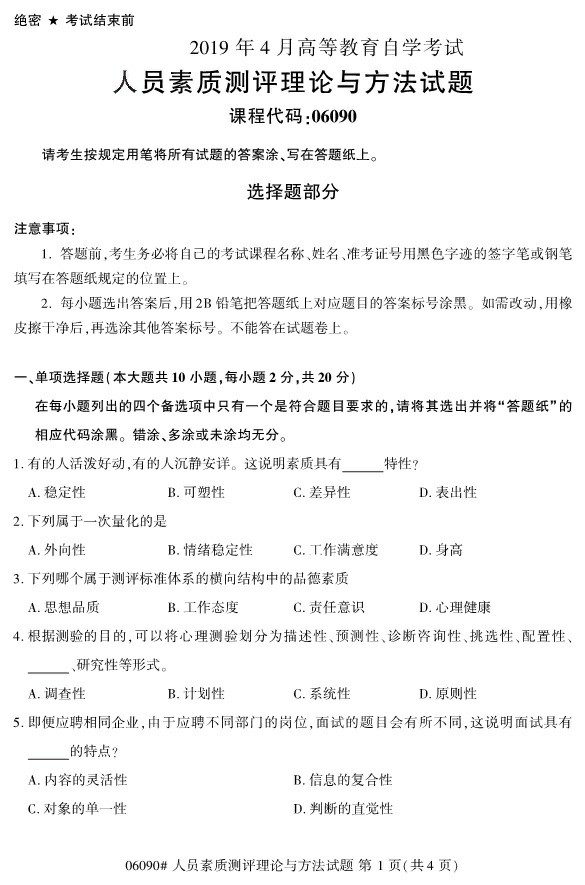 绝密 ★ 考试结束前
2019 年 4 月高等教育自学考试
人员素质测评理论与方法试题
课程代码:06090
请考生按规定用笔将所有试题的答案涂、写在答题纸上。
选择题部分
注意事项:
1. 答题前,考生务必将自己的考试课程名称、姓名、准考证号用黑色字迹的签字笔或钢笔
填写在答题纸规定的位置上。
2. 每小题选出答案后,用 2B 铅笔把答题纸上对应题目的答案标号涂黑。如需改动,用橡
皮擦干净后,再选涂其他答案标号。不能答在试题卷上。
一、单项选择题(本大题共 10 小题,每小题 2 分,共 20 分)
在每小题列出的四个备选项中只有一个是符合题目要求的,请将其选出并将“答题纸”的
相应代码涂黑。错涂、多涂或未涂均无分。
1. 有的人活泼好动,有的人沉静安详。这说明素质具有______特性?
A. 稳定性 B. 可塑性 C. 差异性 D. 表出性
2. 下列属于一次量化的是
A. 外向性 B. 情绪稳定性 C. 工作满意度 D. 身高
3. 下列哪个属于测评标准体系的横向结构中的品德素质
A. 思想品质 B. 工作态度 C. 责任意识 D. 心理健康
4. 根据测验的目的,可以将心理测验划分为描述性、预测性、诊断咨询性、挑选性、配置性、
______、研究性等形式。
A. 调查性 B. 计划性 C. 系统性 D. 原则性
5. 即便应聘相同企业,由于应聘不同部门的岗位,面试的题目会有所不同,这说明面试具有
______的特点?
A. 内容的灵活性 B. 信息的复合性
C. 对象的单一性 D. 判断的直觉性
06090# 人员素质测评理论与方法试题 第 1 页(共 4 页)